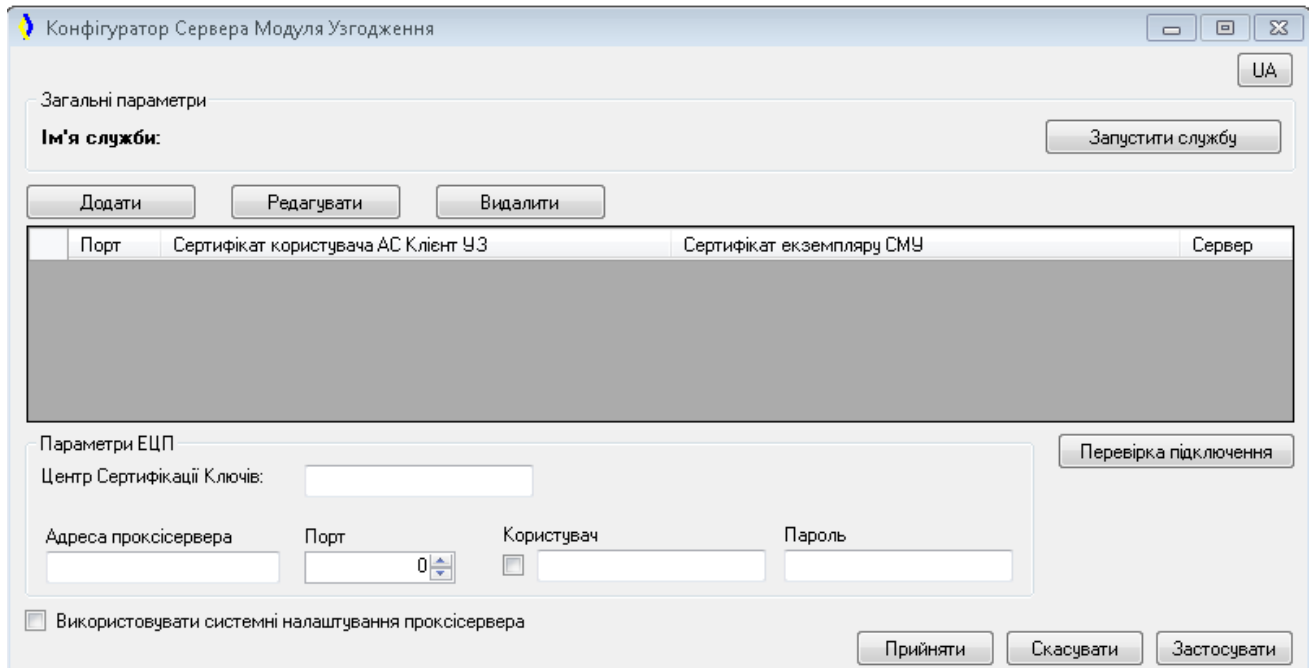 Конфігуратор Сервера Модуля Узгодження
UA
Загальні параметри
Ім'я служби:
Запустити службу
Додати Редагувати Видалити
Порт Сертифікат користувача АС Клієнт УЗ Сертифікат екземпляру СМУ Сервер
Параметри ЕЦП
Перевірка підключення
Центр Сертифікації Ключів:
Адреса проксісервера Порт Користувач Пароль
0
Використовувати системні налаштування проксісервера
Прийняти Скасувати Застосувати